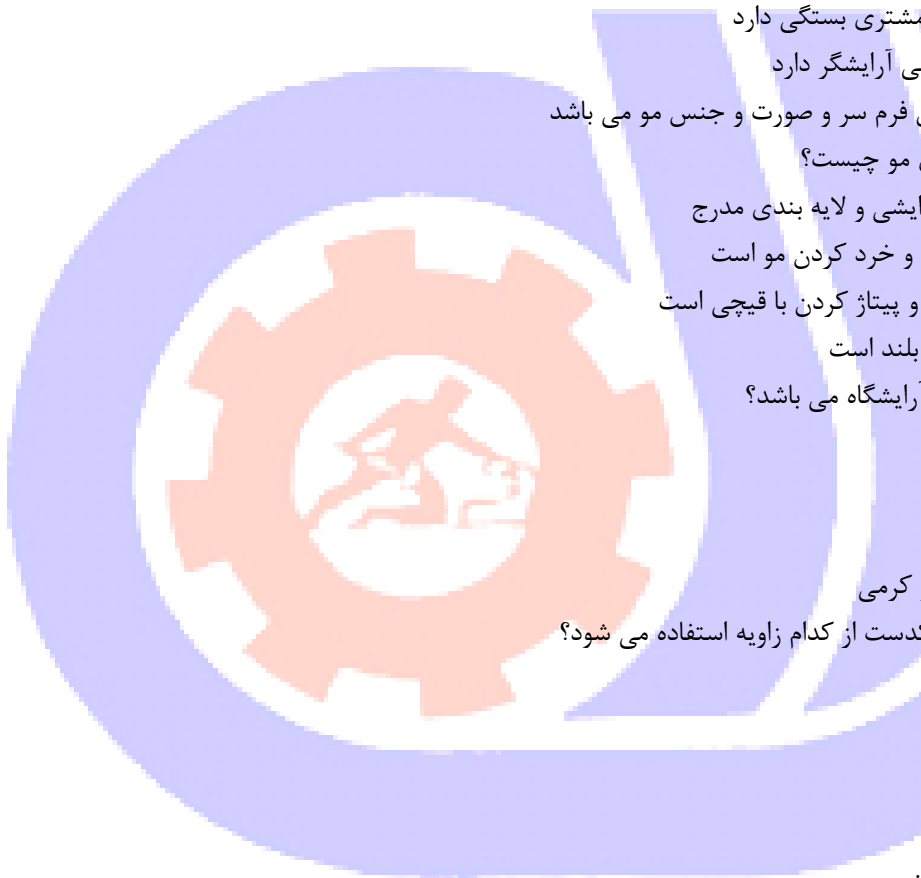 مشتری بستگی دارد
آرایشگر دارد
فرم سر و صورت و جنس مو می باشد
مو چیست؟
و لایه بندی مدرج
و خرد کردن مو است
و پیتاژ کردن با قیچی است
بلند است
آرایشگاه می باشد؟
کرمی
از کدام زاویه استفاده می شود؟